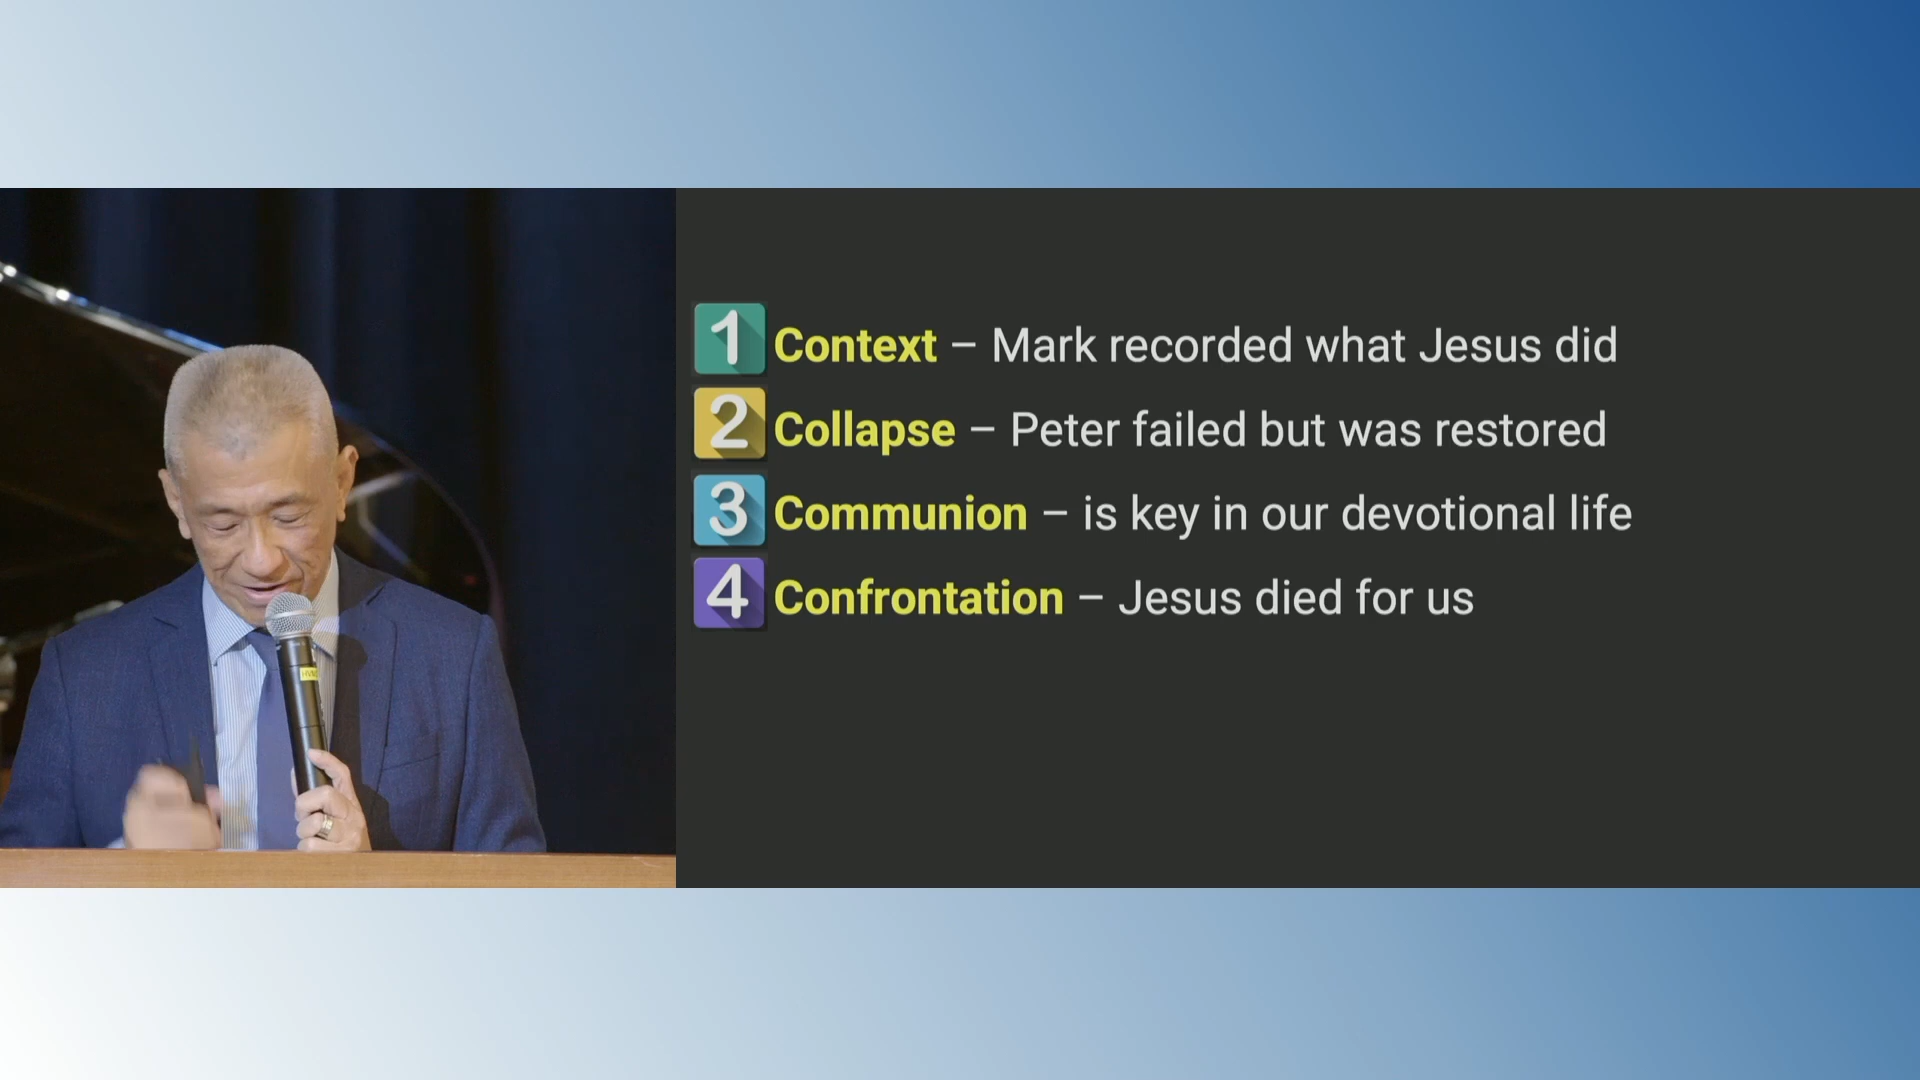 1 Context – Mark recorded what Jesus did
2 Collapse – Peter failed but was restored
3 Communion – is key in our devotional life
4 Confrontation – Jesus died for us